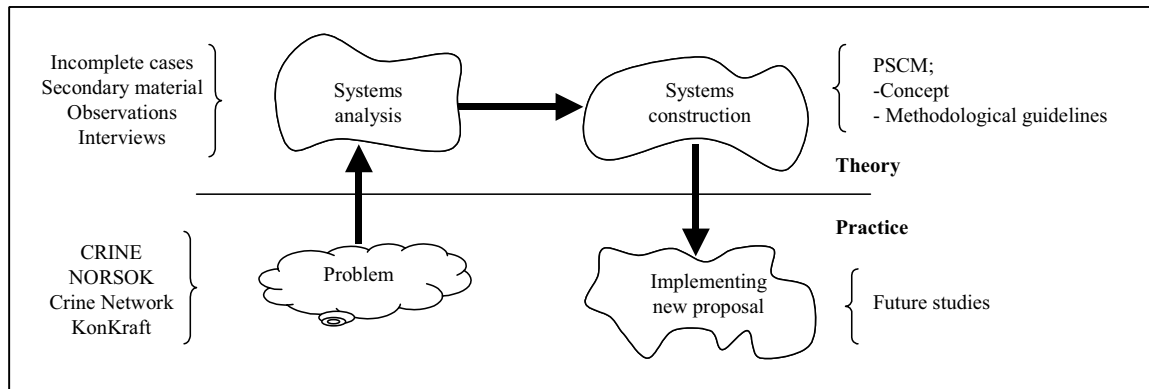 Incomplete cases
Secondary material
Observations
Interviews
Systems
analysis
Systems
construction
PSCM;
-Concept
- Methodological guidelines
Theory
Practice
CRINE
NORSOK
Crine Network
KonKraft
Problem
Implementing
new proposal
Future studies